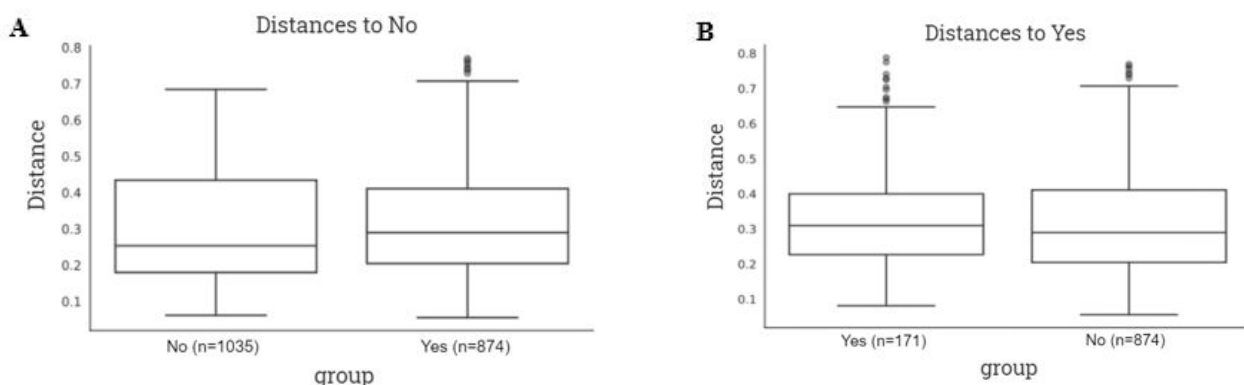 A
Distances to No
Distance
0.8
0.7
0.6
0.5
0.4
0.3
0.2
0.1
No (n=1035)
Yes (n=874)
group
B
Distances to Yes
Distance
0.8
0.7
0.6
0.5
0.4
0.3
0.2
0.1
Yes (n=171)
No (n=874)
group